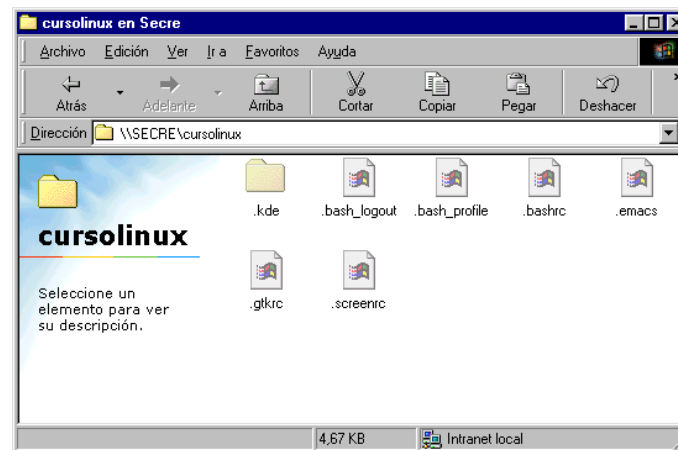 cursolinux en Secre
Archivo Edición Ver Ir a Favoritos Ayuda
Atrás Adelante Arriba Cortar Copiar Pegar Deshacer
Dirección \\SECRE\cursolinux
cursolinux
Seleccione un
elemento para ver
su descripción.
.kde .bash_logout .bash_profile .bashrc .emacs
.gtkrc .screenrc
4,67 KB Intranet local